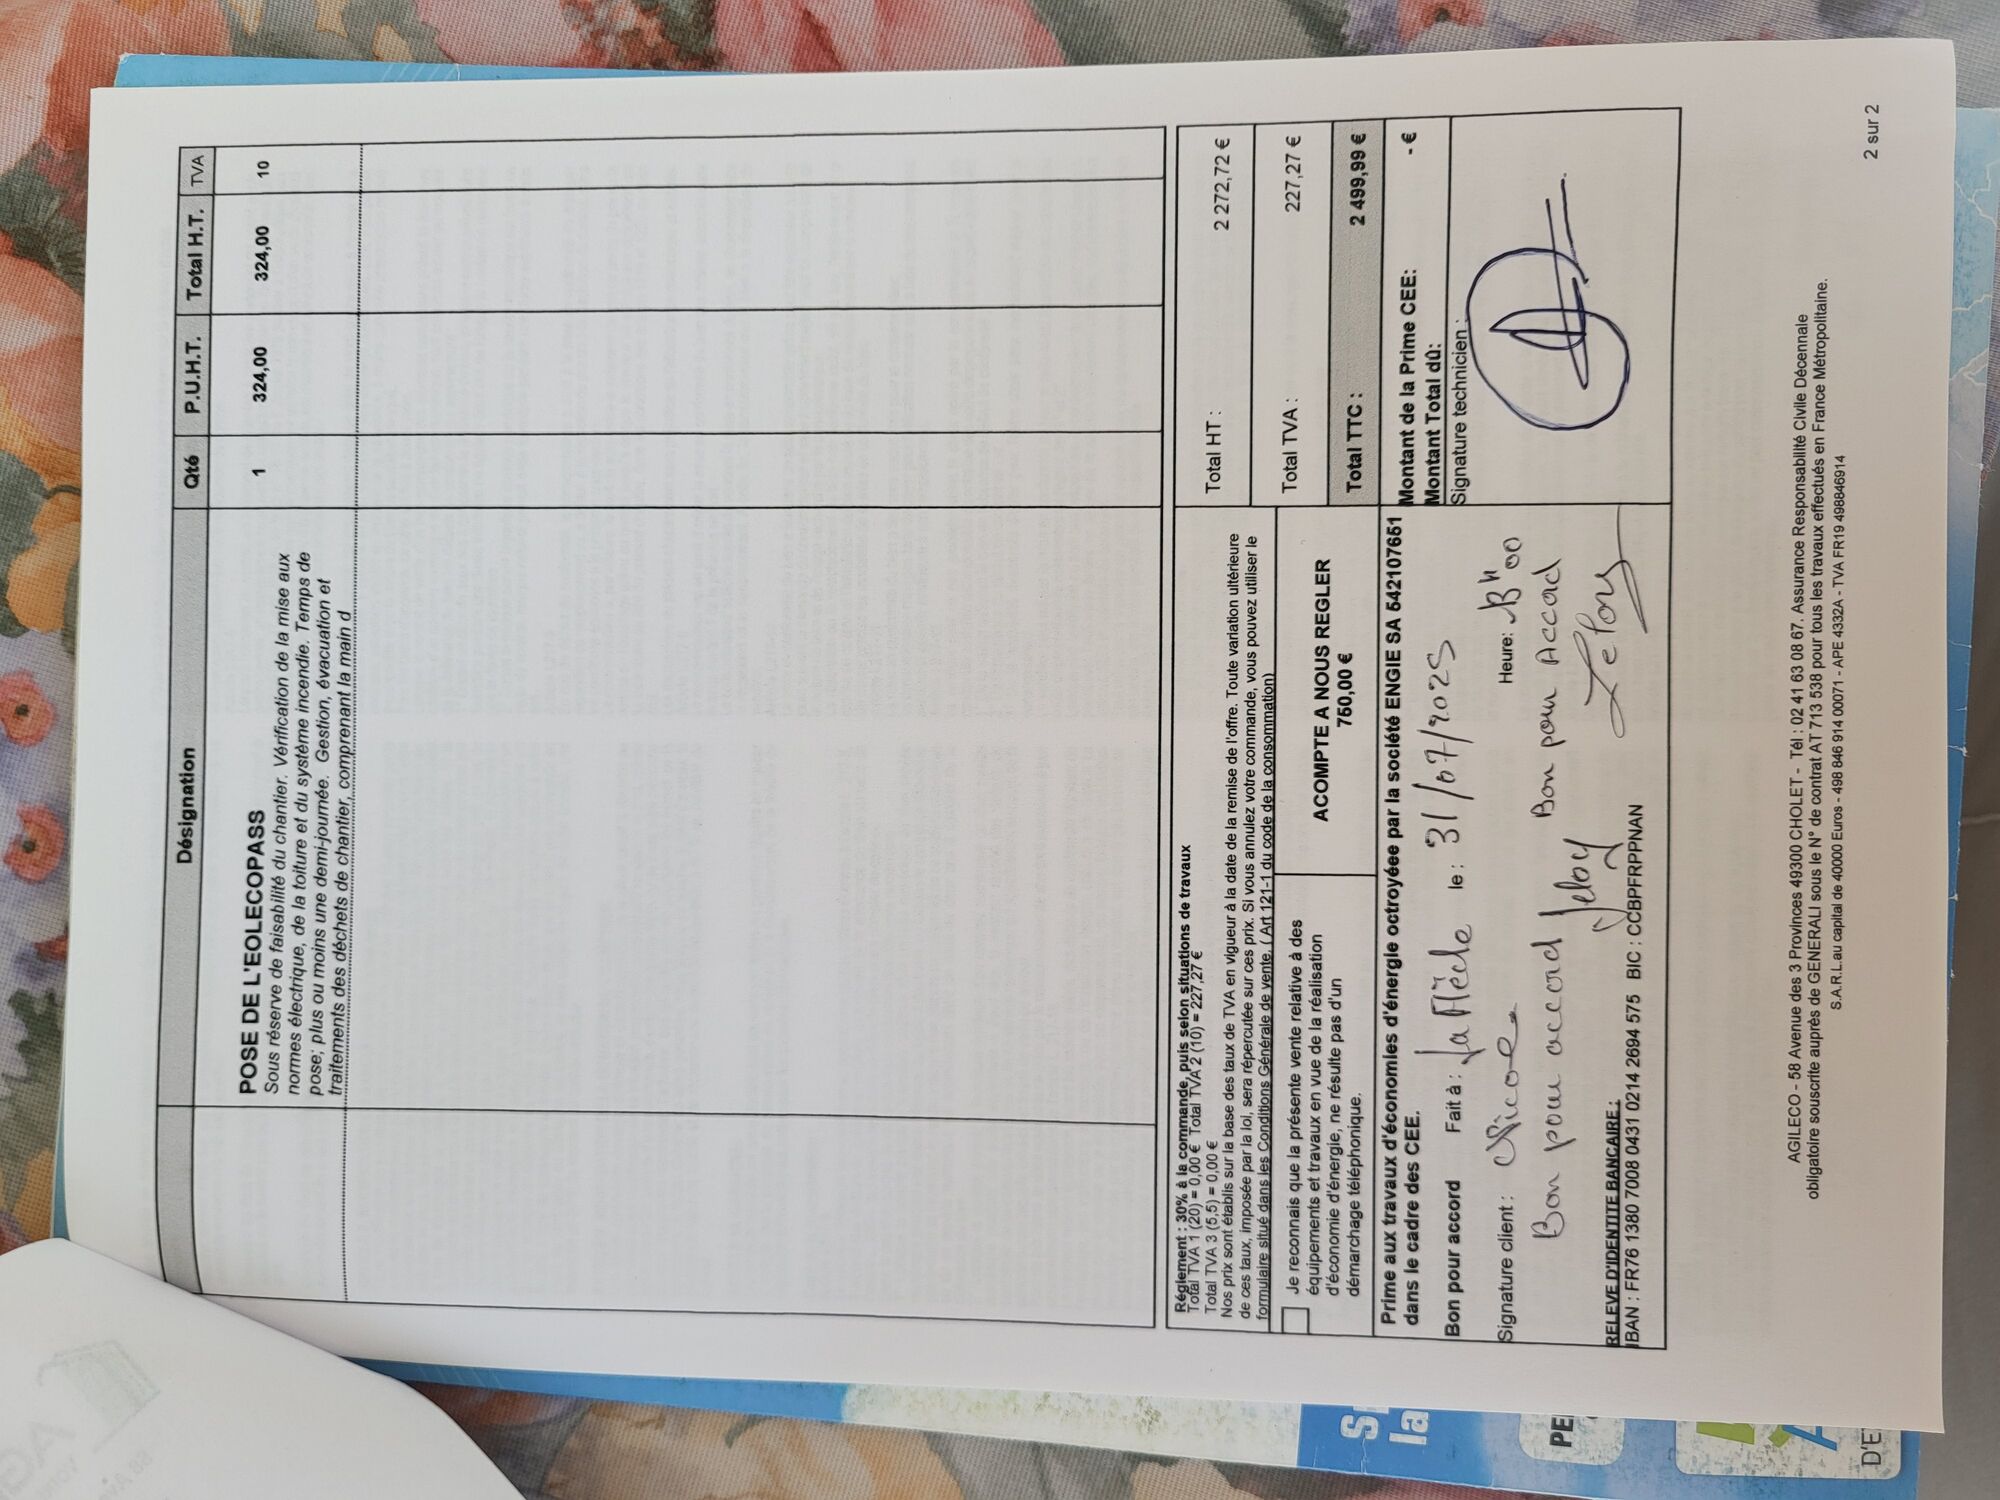 Désignation Qté P.U.H.T. Total H.T. TVA
POSE DE L'EOLECOPASS 1 324,00 324,00 10
Sous réserve de faisabilité du chantier. Vérification de la mise aux
normes électrique, de la toiture et du système incendie. Temps de
pose; plus ou moins une demi-journée. Gestion, évacuation et
traitements des déchets de chantier, comprenant la main d
Réglement : 30% à la commande, puis selon situations de travaux
Total TVA 1 (20) = 0,00 € Total TVA 2 (10) = 227,27 €
Total TVA 3 (5,5) = 0,00 €
Nos prix sont établis sur la base des taux de TVA en vigueur à la date de la remise de l'offre. Toute variation ultérieure
de ces taux, imposée par la loi, sera répercutée sur ces prix. Si vous annulez votre commande, vous pouvez utiliser le
formulaire situé dans les Conditions Générale de vente. ( Art 121-1 du code de la consommation)
Total HT : 2 272,72 €
Total TVA : 227,27 €
Total TTC : 2 499,99 €
Je reconnais que la présente vente relative à des
équipements et travaux en vue de la réalisation
d'économie d'énergie, ne résulte pas d'un
démarchage téléphonique.
ACOMPTE A NOUS REGLER
750,00 €
Prime aux travaux d'économies d'énergie octroyéee par la société ENGIE SA 542107651
dans le cadre des CEE.
Montant de la Prime CEE: - €
Montant Total dû:
Bon pour accord Fait à : La Flèche le : 31/07/2025
Signature technicien :
Signature client : Nicole Heure: 00
Bon pour accord Leloy Bon pour Accad
RELEVE D'IDENTITE BANCAIRE :
IBAN : FR76 1380 7008 0431 0214 2694 575 BIC : CCBPFRPPNAN
AGILECO - 58 Avenue des 3 Provinces 49300 CHOLET - Tél : 02 41 63 08 67. Assurance Responsabilité Civile Décennale
obligatoire souscrite auprès de GENERALI sous le N° de contrat AT 713 538 pour tous les travaux effectués en France Métropolitaine.
S.A.R.L.au capital de 40000 Euros - 498 846 914 00071 - APE 4332A - TVA FR19 498846914
2 sur 2